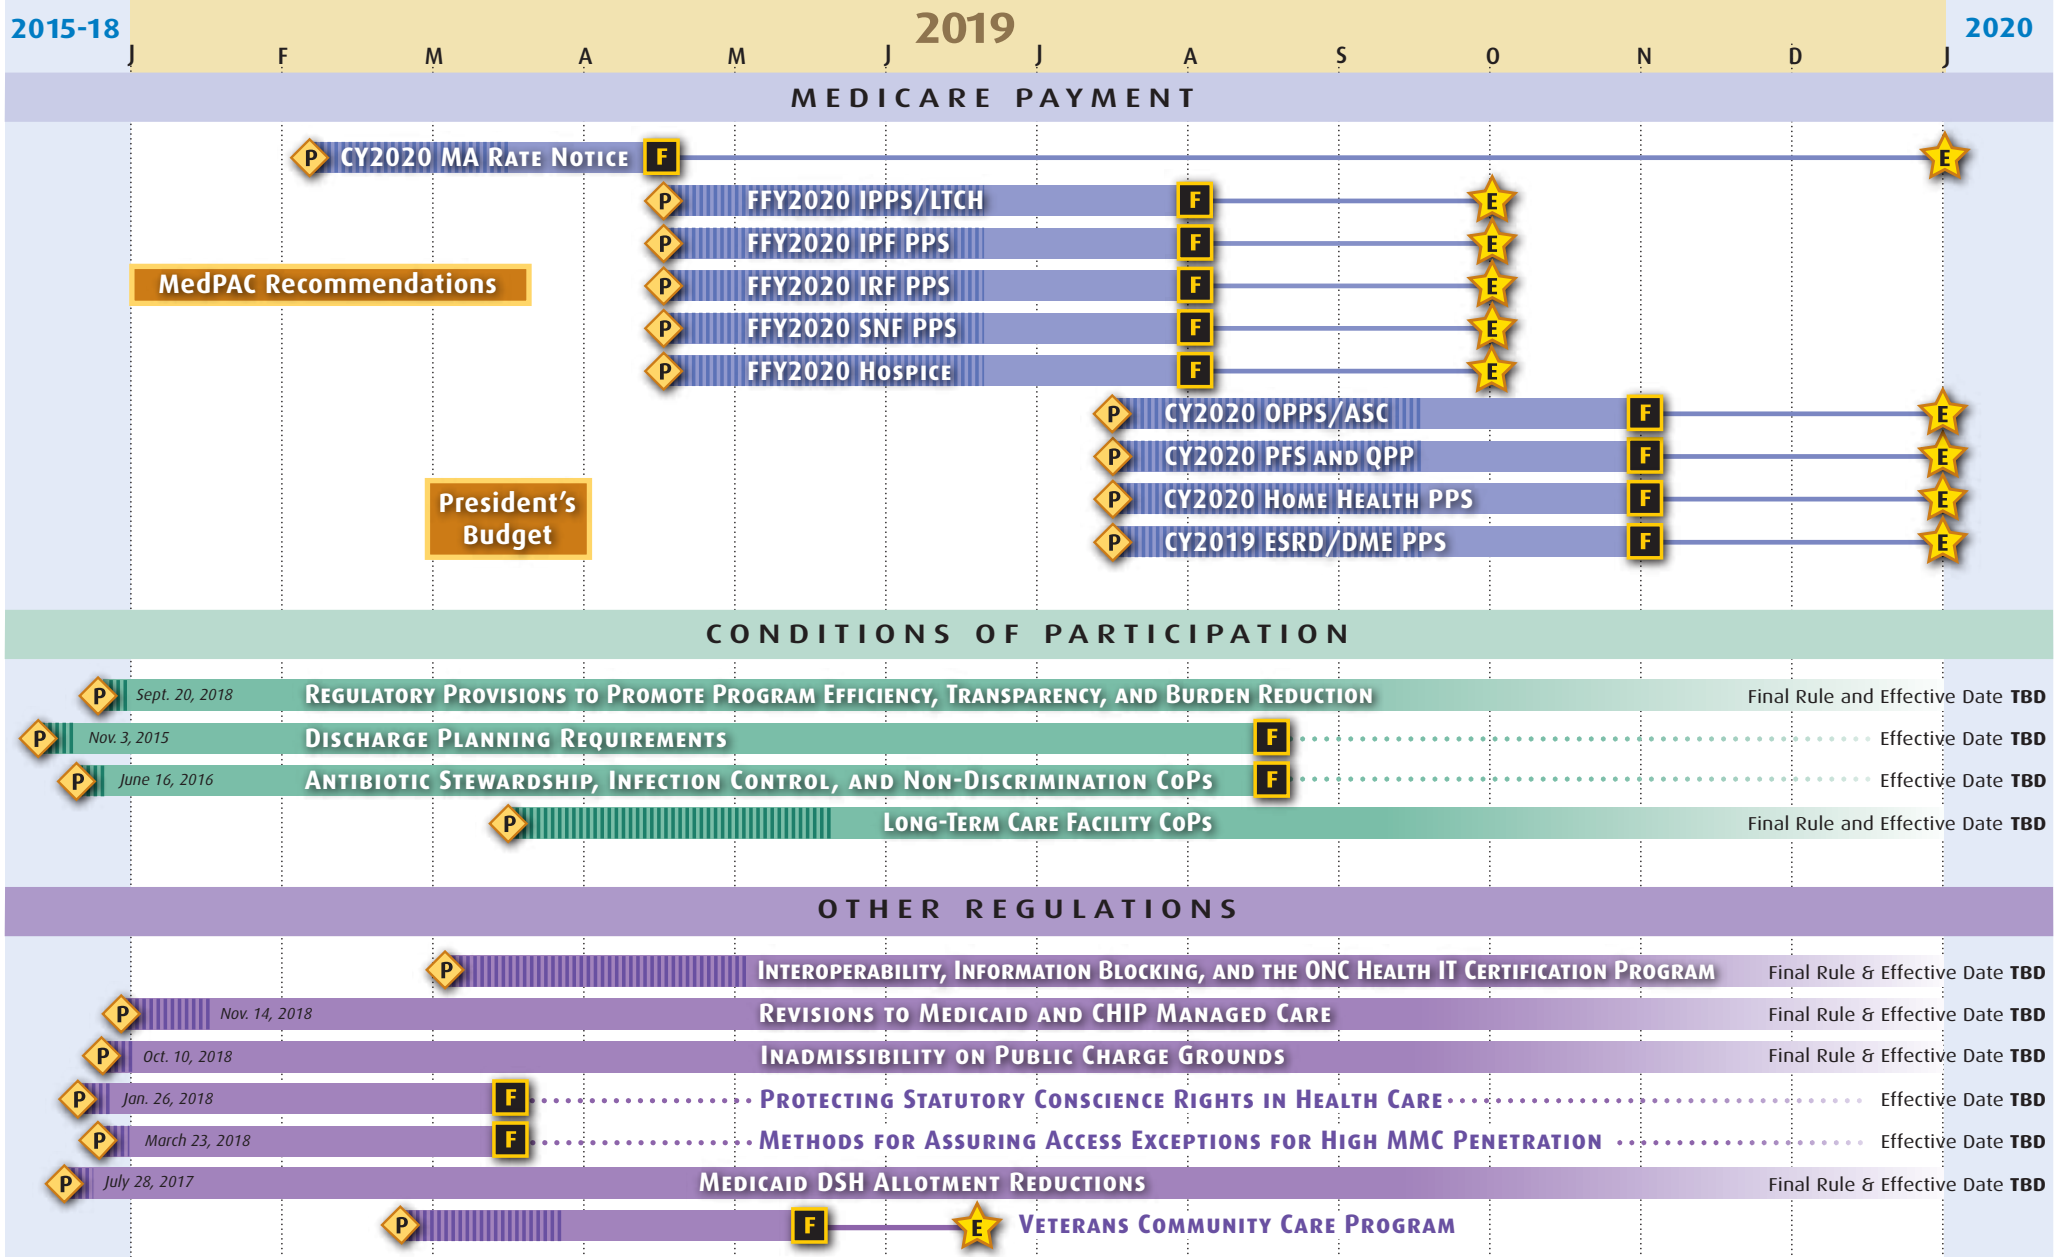 2015-18 2019 2020
J F M A M J J A S O N D J
MEDICARE PAYMENT
P CY2020 MA RATE NOTICE F E
P FFY2020 IPPS/LTCH F E
P FFY2020 IPF PPS F E
MedPAC Recommendations
P FFY2020 IRF PPS F E
P FFY2020 SNF PPS F E
P FFY2020 HOSPICE F E
P CY2020 OPPS/ASC F E
P CY2020 PFS AND QPP F E
President's
Budget
P CY2020 HOME HEALTH PPS F E
P CY2019 ESRD/DME PPS F E
CONDITIONS OF PARTICIPATION
P Sept. 20, 2018 REGULATORY PROVISIONS TO PROMOTE PROGRAM EFFICIENCY, TRANSPARENCY, AND BURDEN REDUCTION Final Rule and Effective Date TBD
P Nov. 3, 2015 DISCHARGE PLANNING REQUIREMENTS F Effective Date TBD
P June 16, 2016 ANTIBIOTIC STEWARDSHIP, INFECTION CONTROL, AND NON-DISCRIMINATION CoPs F Effective Date TBD
P LONG-TERM CARE FACILITY CoPs Final Rule and Effective Date TBD
OTHER REGULATIONS
P INTEROPERABILITY, INFORMATION BLOCKING, AND THE ONC HEALTH IT CERTIFICATION PROGRAM Final Rule & Effective Date TBD
P Nov. 14, 2018 REVISIONS TO MEDICAID AND CHIP MANAGED CARE Final Rule & Effective Date TBD
P Oct. 10, 2018 INADMISSIBILITY ON PUBLIC CHARGE GROUNDS Final Rule & Effective Date TBD
P Jan. 26, 2018 F PROTECTING STATUTORY CONSCIENCE RIGHTS IN HEALTH CARE Effective Date TBD
P March 23, 2018 F METHODS FOR ASSURING ACCESS EXCEPTIONS FOR HIGH MMC PENETRATION Effective Date TBD
P July 28, 2017 MEDICAID DSH ALLOTMENT REDUCTIONS Final Rule & Effective Date TBD
P F E VETERANS COMMUNITY CARE PROGRAM